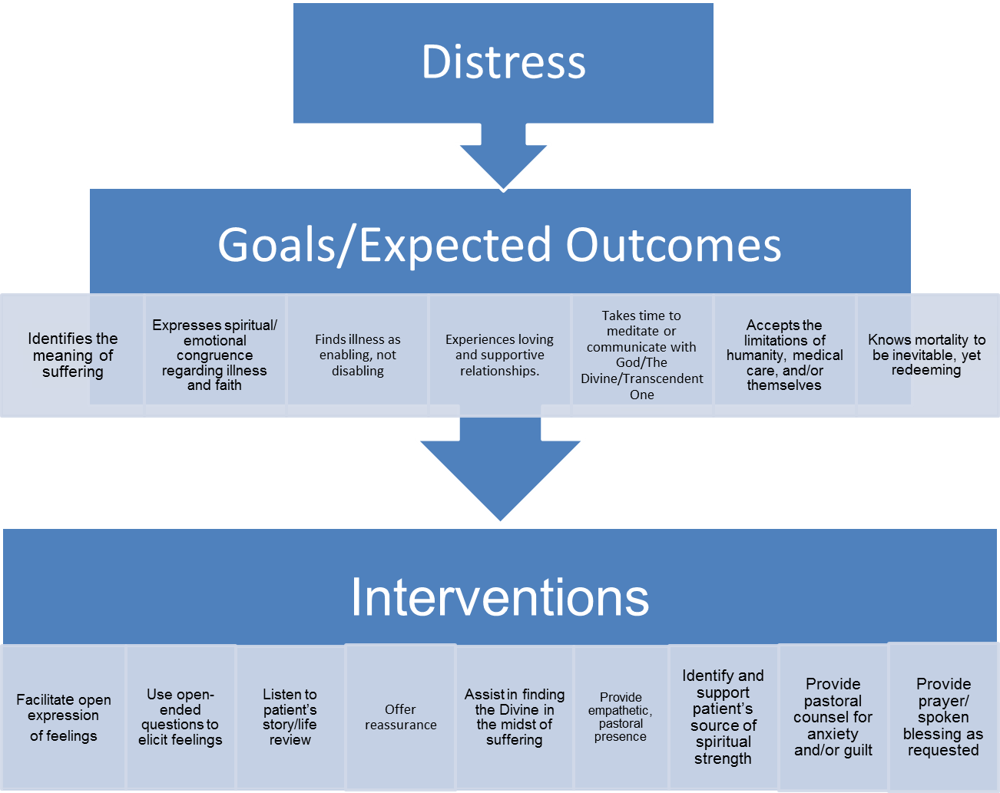 Distress
Goals/Expected Outcomes
Identifies the
meaning of
suffering
Expresses spiritual/
emotional
congruence
regarding illness
and faith
Finds illness as
enabling, not
disabling
Experiences loving
and supportive
relationships.
Takes time to
meditate or
communicate with
God/The
Divine/Transcendent
One
Accepts the
limitations of
humanity, medical
care, and/or
themselves
Knows mortality to
be inevitable, yet
redeeming
Interventions
Facilitate open
expression
of feelings
Use open-
ended
questions to
elicit feelings
Listen to
patient’s
story/life
review
Offer
reassurance
Assist in finding
the Divine in
the midst of
suffering
Provide
empathetic,
pastoral
presence
Identify and
support
patient’s
source of
spiritual
strength
Provide
pastoral
counsel for
anxiety
and/or guilt
Provide
prayer/
spoken
blessing as
requested